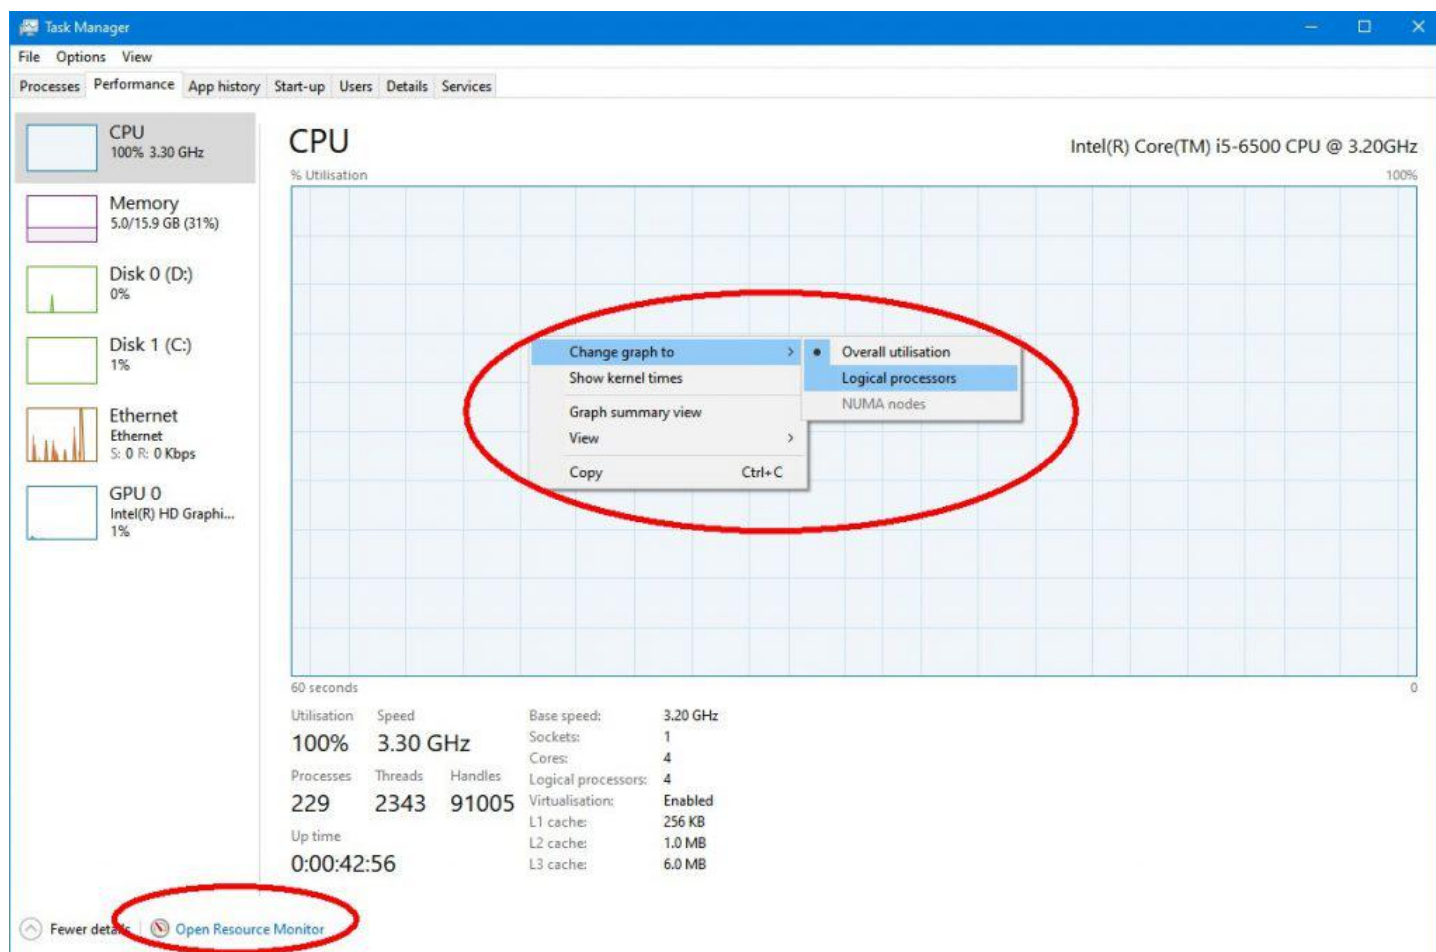 Task Manager
File Options View
Processes Performance App history Start-up Users Details Services
CPU
100% 3.30 GHz
Memory
5.0/15.9 GB (31%)
Disk 0 (D:)
0%
Disk 1 (C:)
1%
Ethernet
Ethernet
S: 0 R: 0 Kbps
GPU 0
Intel(R) HD Graphi...
1%
CPU
Intel(R) Core(TM) i5-6500 CPU @ 3.20GHz
% Utilisation 100%
Change graph to
Show kernel times
Graph summary view
View
Copy Ctrl+C
Overall utilisation
Logical processors
NUMA nodes
60 seconds 0
Utilisation Speed
100% 3.30 GHz
Processes Threads Handles
229 2343 91005
Up time
0:00:42:56
Base speed: 3.20 GHz
Sockets: 1
Cores: 4
Logical processors: 4
Virtualisation: Enabled
L1 cache: 256 KB
L2 cache: 1.0 MB
L3 cache: 6.0 MB
Fewer details Open Resource Monitor